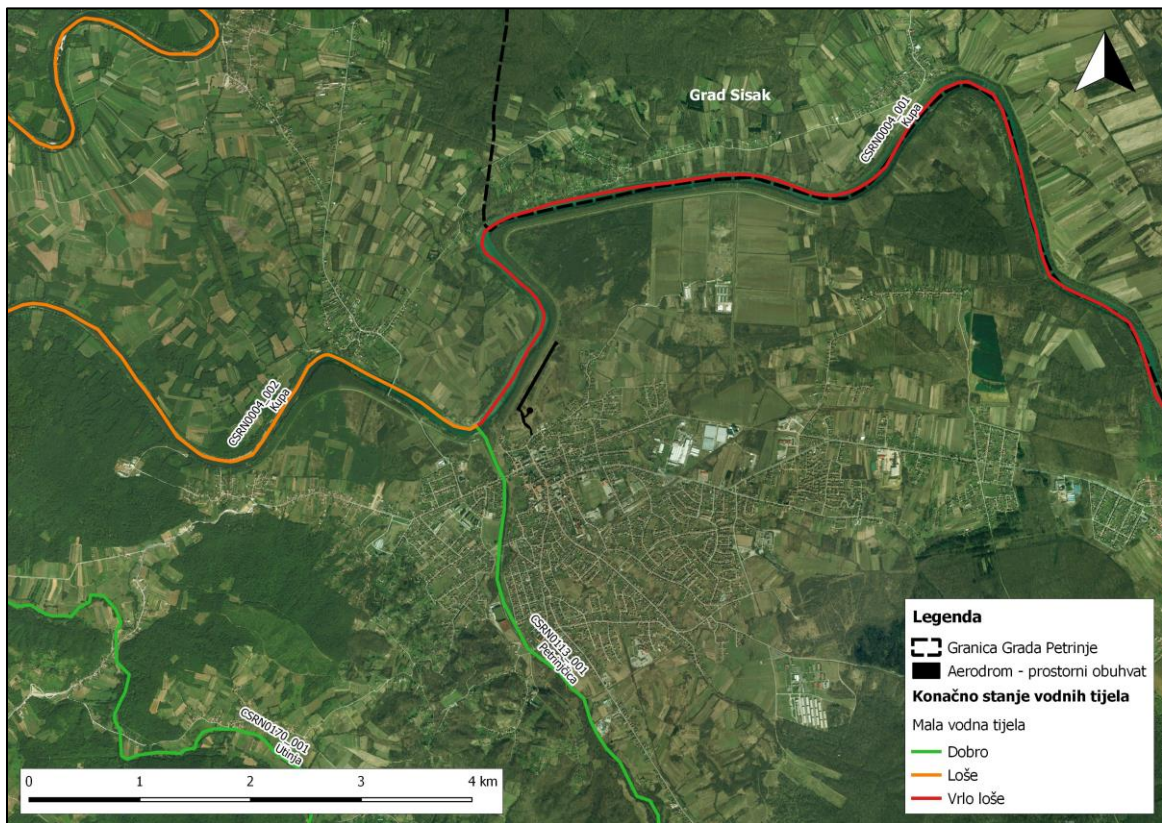 Grad Sisak
CSRN0004_001
Kupa
CSRN0004_002
Kupa
CSRN0113_001
Petrinjčica
CSRN0170_001
Utinja
0 1 2 3 4 km
Legenda
Granica Grada Petrinje
Aerodrom - prostorni obuhvat
Konačno stanje vodnih tijela
Mala vodna tijela
Dobro
Loše
Vrlo loše